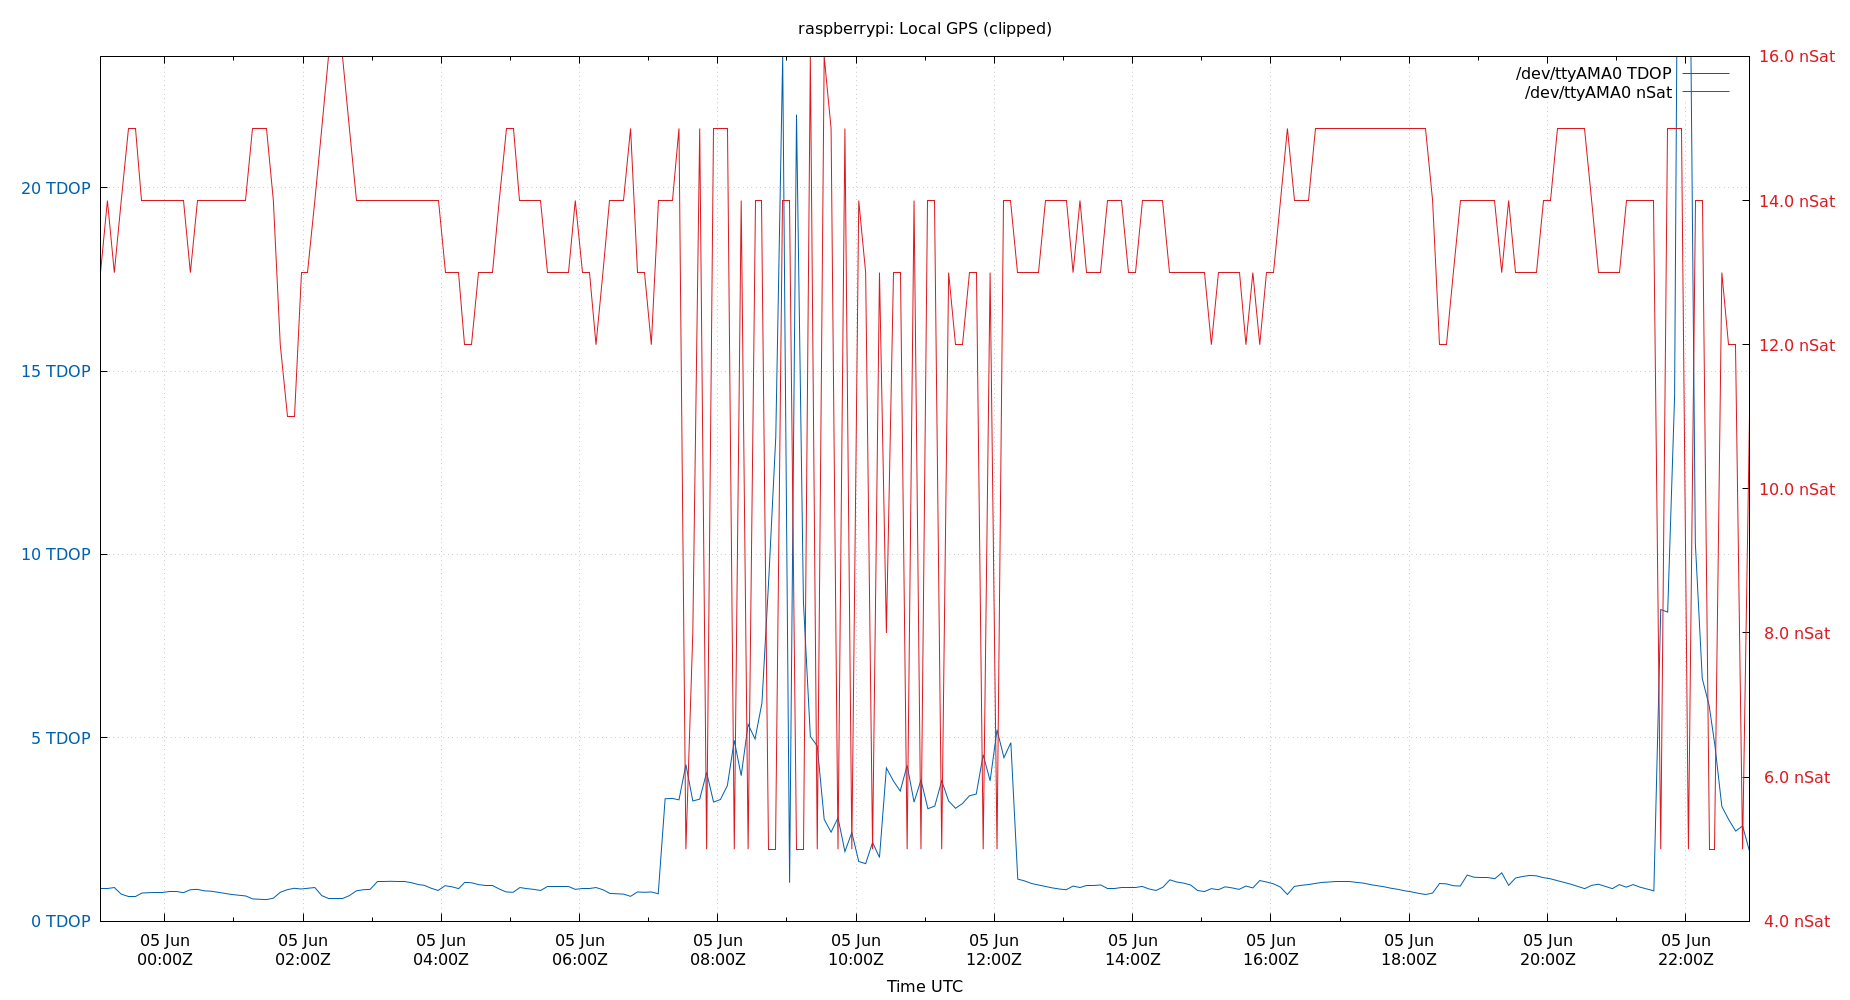 raspberrypi: Local GPS (clipped)
16.0 nSat
/dev/ttyAMA0 TDOP
/dev/ttyAMA0 nSat
20 TDOP
14.0 nSat
15 TDOP
12.0 nSat
10.0 nSat
10 TDOP
8.0 nSat
5 TDOP
6.0 nSat
0 TDOP
4.0 nSat
05 Jun 05 Jun 05 Jun 05 Jun 05 Jun 05 Jun 05 Jun 05 Jun 05 Jun 05 Jun 05 Jun 05 Jun
00:00Z 02:00Z 04:00Z 06:00Z 08:00Z 10:00Z 12:00Z 14:00Z 16:00Z 18:00Z 20:00Z 22:00Z
Time UTC